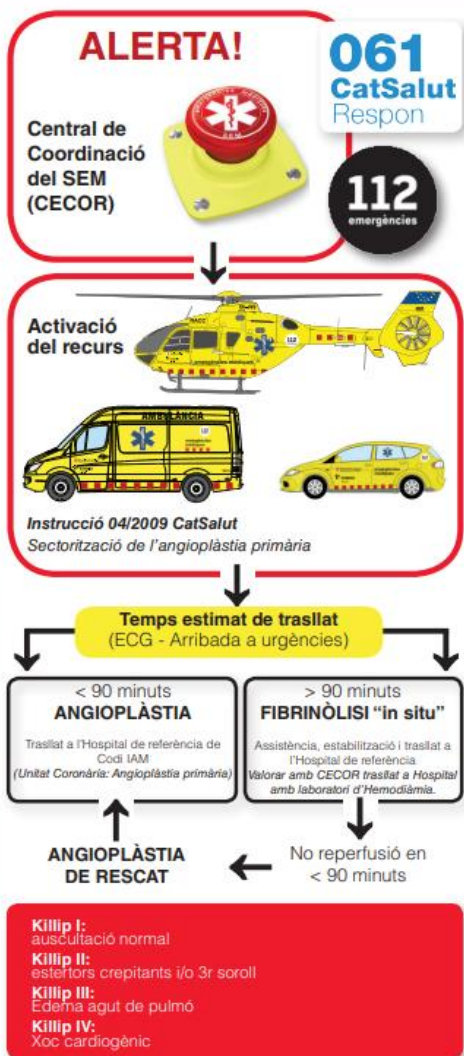 ALERTA!
061
CatSalut
Respon
Central de
Coordinació
del SEM
(CECOR)
SEM
112
emergències
Activació
del recurs
112
AMBULÀNCIA
Instrucció 04/2009 CatSalut
Sectorització de l'angioplàstia primària
Temps estimat de trasllat
(ECG - Arribada a urgències)
< 90 minuts
ANGIOPLÀSTIA
Trasllat a l'Hospital de referència de
Codi IAM
(Unitat Coronària: Angioplàstia primària)
> 90 minuts
FIBRINÒLISI "in situ"
Assistència, estabilització i trasllat a
l'Hospital de referència
Valorar amb CECOR trasllat a Hospital
amb laboratori d'Hemodiàmia.
ANGIOPLÀSTIA
DE RESCAT
No reperfusió en
< 90 minuts
Killip I:
auscultació normal
Killip II:
estertors crepitants i/o 3r soroll
Killip III:
Edema agut de pulmó
Killip IV:
Xoc cardiogènic